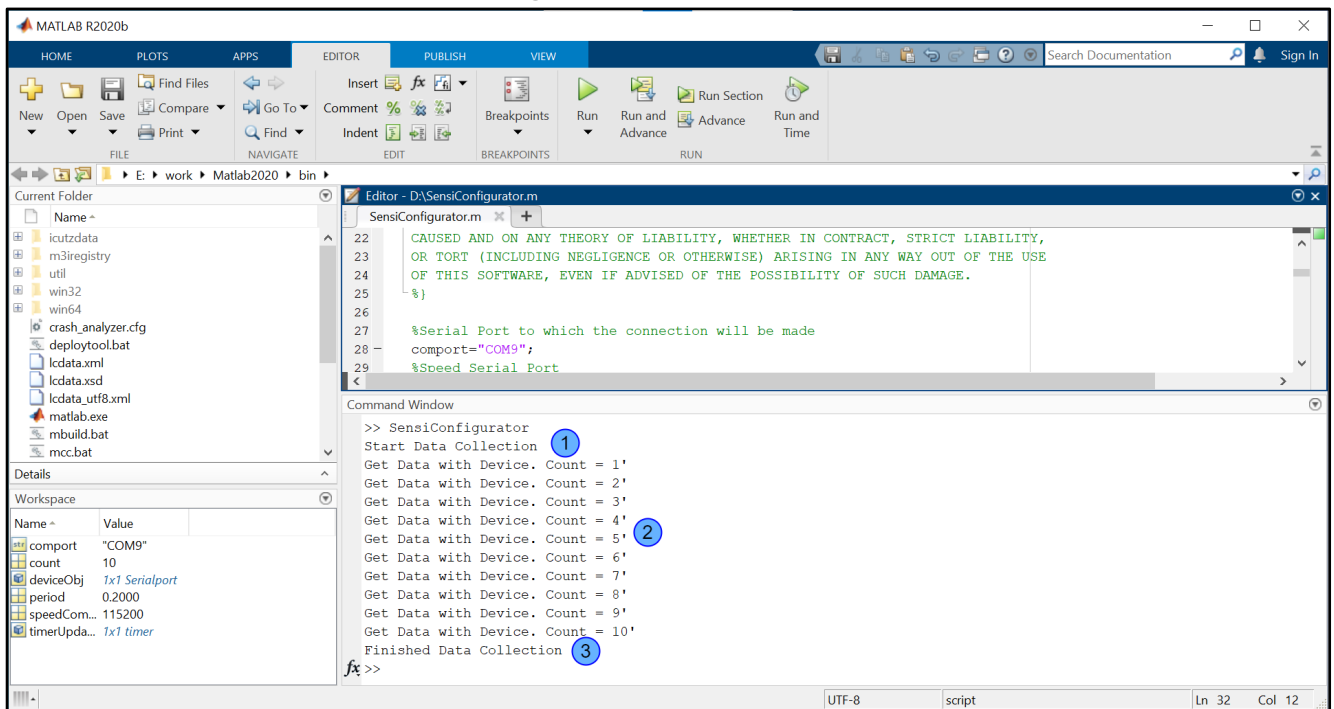 MATLAB R2020b
HOME PLOTS APPS EDITOR PUBLISH VIEW Search Documentation Sign In
New Open Save Find Files Compare Print Go To Find Insert fx Comment % Indent Breakpoints Run Run and Advance Run Section Advance Run and Time
FILE NAVIGATE EDIT BREAKPOINTS RUN
E: work Matlab2020 bin
Current Folder
Name
icutzdata
m3iregistry
util
win32
win64
crash_analyzer.cfg
deploytool.bat
lcdata.xml
lcdata.xsd
lcdata_utf8.xml
matlab.exe
mbuild.bat
mcc.bat
Details
Workspace
Name Value
comport "COM9"
count 10
deviceObj 1x1 Serialport
period 0.2000
speedCom... 115200
timerUpda... 1x1 timer
Editor - D:\SensiConfigurator.m
SensiConfigurator.m
22 CAUSED AND ON ANY THEORY OF LIABILITY, WHETHER IN CONTRACT, STRICT LIABILITY,
23 OR TORT (INCLUDING NEGLIGENCE OR OTHERWISE) ARISING IN ANY WAY OUT OF THE USE
24 OF THIS SOFTWARE, EVEN IF ADVISED OF THE POSSIBILITY OF SUCH DAMAGE.
25 %}
26
27 %Serial Port to which the connection will be made
28 comport="COM9";
29 %Speed Serial Port
Command Window
>> SensiConfigurator
Start Data Collection 1
Get Data with Device. Count = 1'
Get Data with Device. Count = 2'
Get Data with Device. Count = 3'
Get Data with Device. Count = 4'
Get Data with Device. Count = 5' 2
Get Data with Device. Count = 6'
Get Data with Device. Count = 7'
Get Data with Device. Count = 8'
Get Data with Device. Count = 9'
Get Data with Device. Count = 10'
Finished Data Collection 3
fx >>
UTF-8 script Ln 32 Col 12